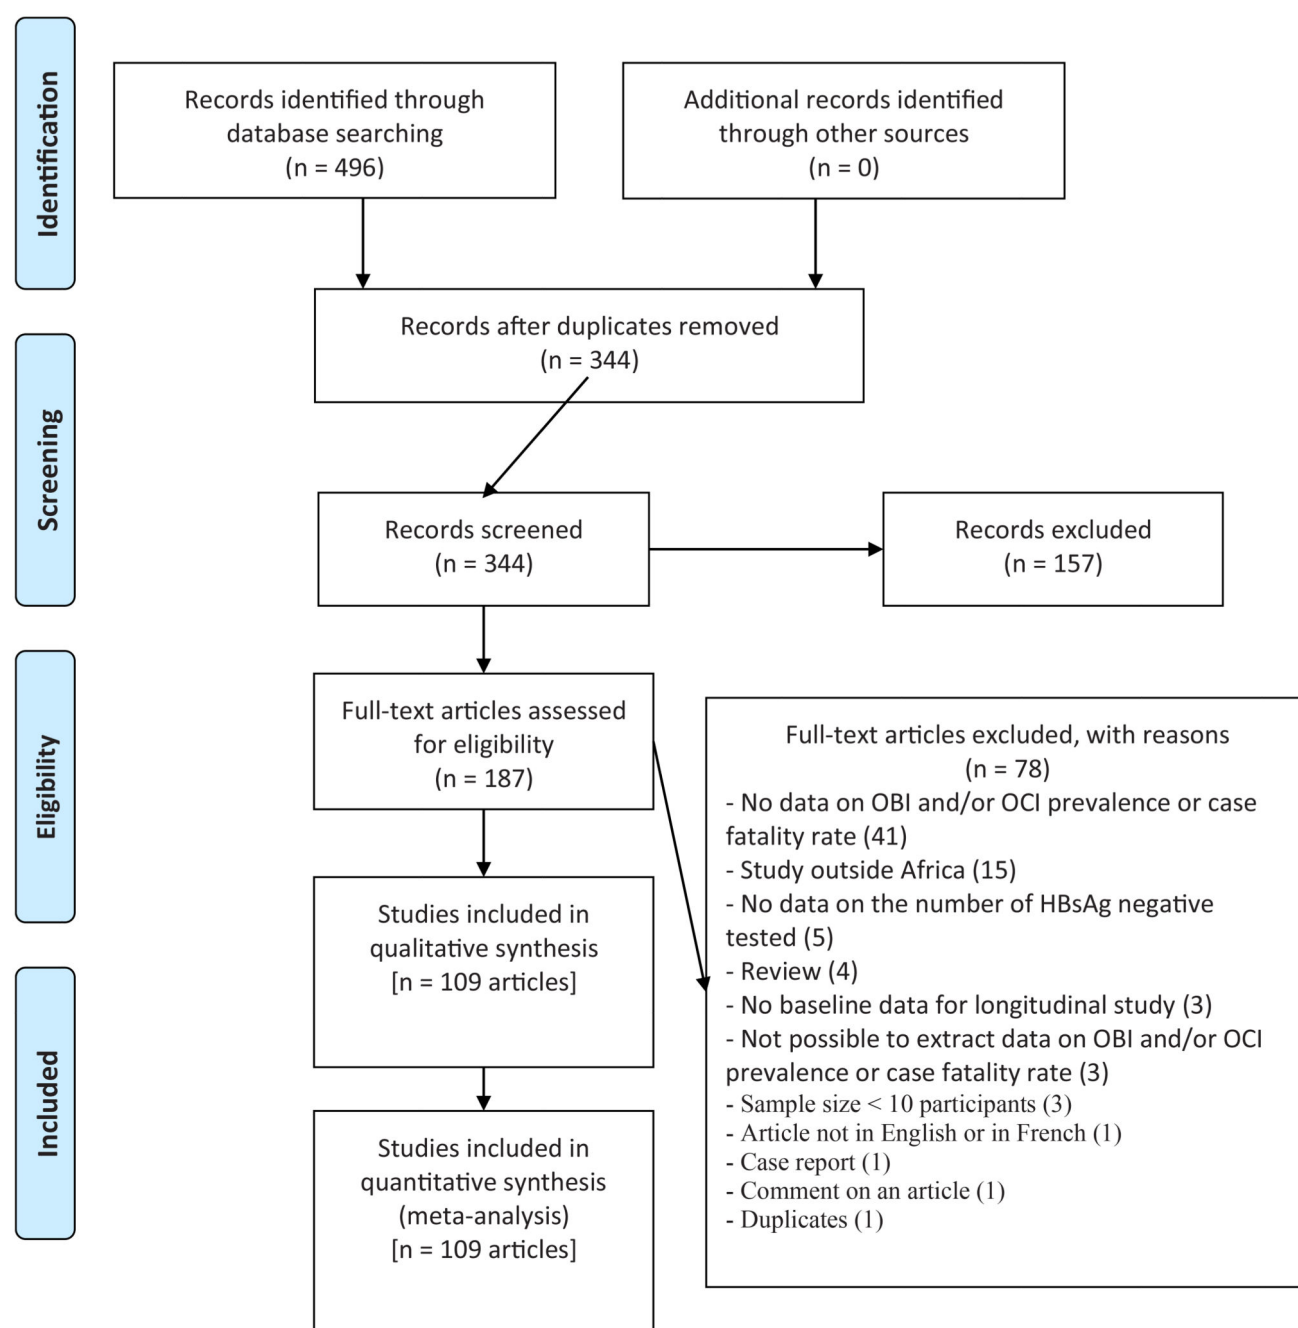 Identification
Records identified through
database searching
(n = 496)
Additional records identified
through other sources
(n = 0)
Records after duplicates removed
(n = 344)
Screening
Records screened
(n = 344)
Records excluded
(n = 157)
Eligibility
Full-text articles assessed
for eligibility
(n = 187)
Full-text articles excluded, with reasons
(n = 78)
- No data on OBI and/or OCI prevalence or case
fatality rate (41)
- Study outside Africa (15)
- No data on the number of HBsAg negative
tested (5)
- Review (4)
- No baseline data for longitudinal study (3)
- Not possible to extract data on OBI and/or OCI
prevalence or case fatality rate (3)
- Sample size < 10 participants (3)
- Article not in English or in French (1)
- Case report (1)
- Comment on an article (1)
- Duplicates (1)
Included
Studies included in
qualitative synthesis
[n = 109 articles]
Studies included in
quantitative synthesis
(meta-analysis)
[n = 109 articles]